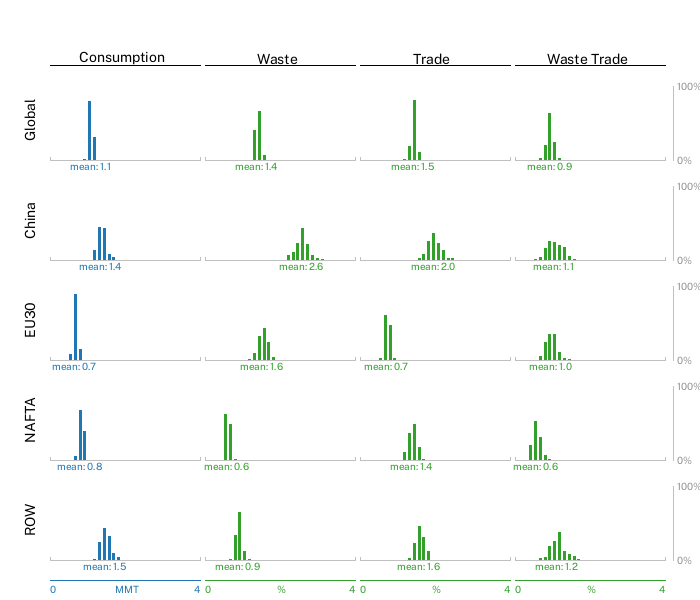 Consumption Waste Trade Waste Trade
Global
100%
0%
mean: 1.1 mean: 1.4 mean: 1.5 mean: 0.9
China
100%
0%
mean: 1.4 mean: 2.6 mean: 2.0 mean: 1.1
EU30
100%
0%
mean: 0.7 mean: 1.6 mean: 0.7 mean: 1.0
NAFTA
100%
0%
mean: 0.8 mean: 0.6 mean: 1.4 mean: 0.6
ROW
100%
0%
mean: 1.5 mean: 0.9 mean: 1.6 mean: 1.2
0 MMT 4 0 % 4 0 % 4 0 % 4